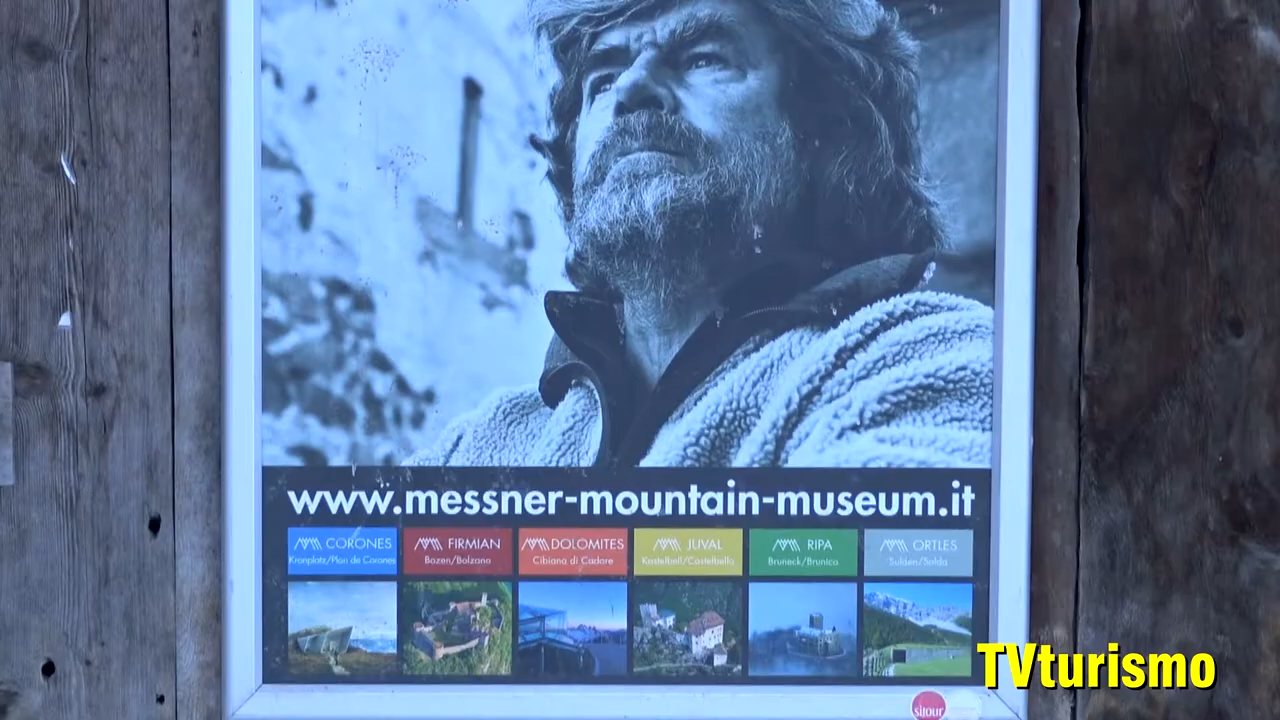 www.messner-mountain-museum.it
CORONES
Kronplatz/Plan de Corones
FIRMIAN
Bozen/Bolzano
DOLOMITES
Cibiana di Cadore
JUVAL
Kastelbell/Castelbello
RIPA
Bruneck/Brunico
ORTLES
Sulden/Solda
TVturismo
sitour